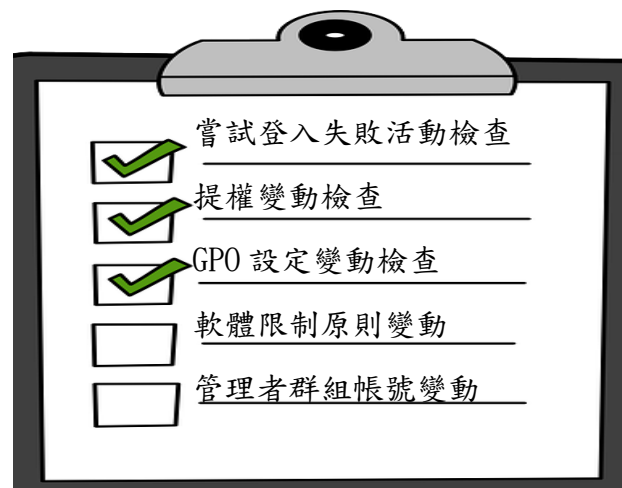 嘗試登入失敗活動檢查
提權變動檢查
GPO 設定變動檢查
軟體限制原則變動
管理者群組帳號變動